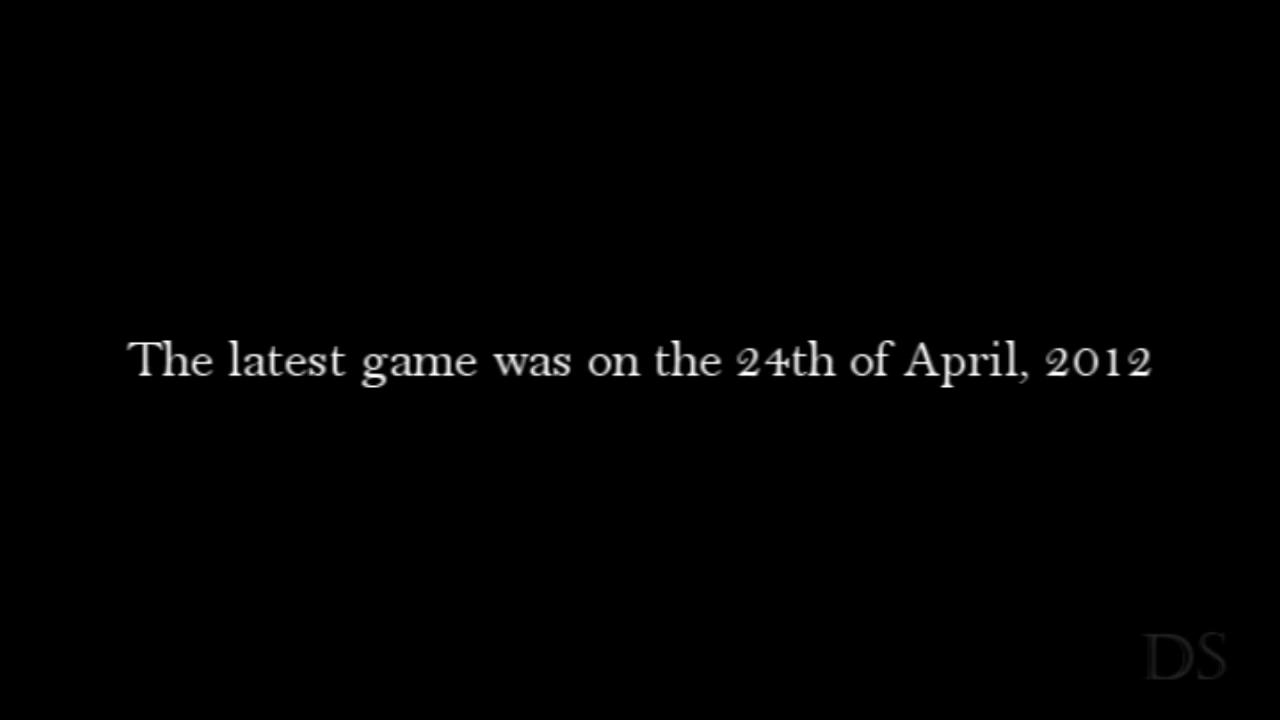 The latest game was on the 24th of April, 2012
DS